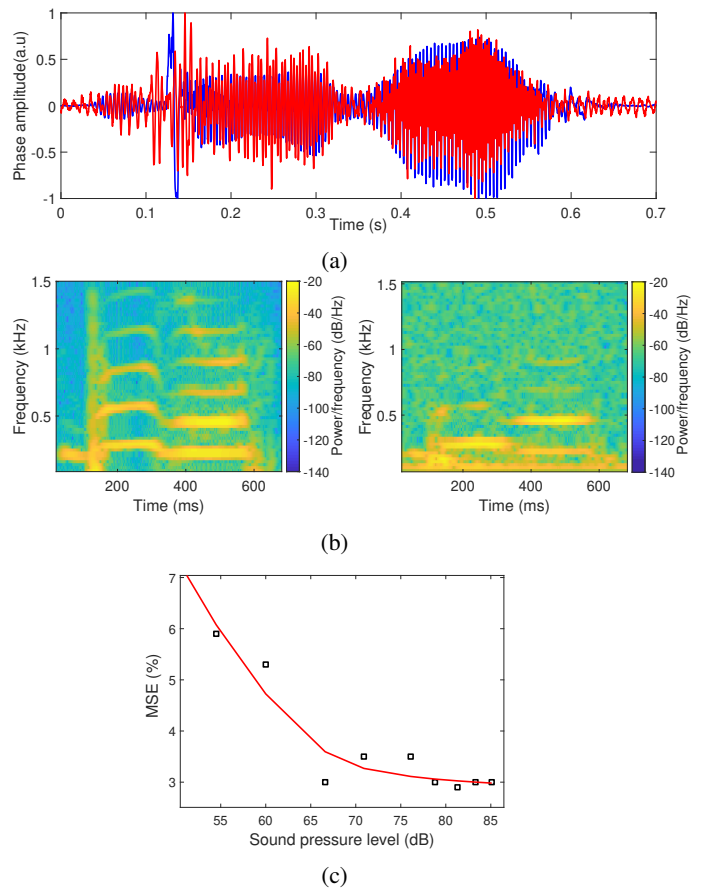 1
0.5
0
-0.5
-1
Phase amplitude(a.u)
0 0.1 0.2 0.3 0.4 0.5 0.6 0.7
Time (s)
(a)
1.5
1
0.5
Frequency (kHz)
200 400 600
Time (ms)
-20
-40
-60
-80
-100
-120
-140
Power/frequency (dB/Hz)
1.5
1
0.5
Frequency (kHz)
200 400 600
Time (ms)
-20
-40
-60
-80
-100
-120
-140
Power/frequency (dB/Hz)
(b)
7
6
5
4
3
MSE (%)
55 60 65 70 75 80 85
Sound pressure level (dB)
(c)